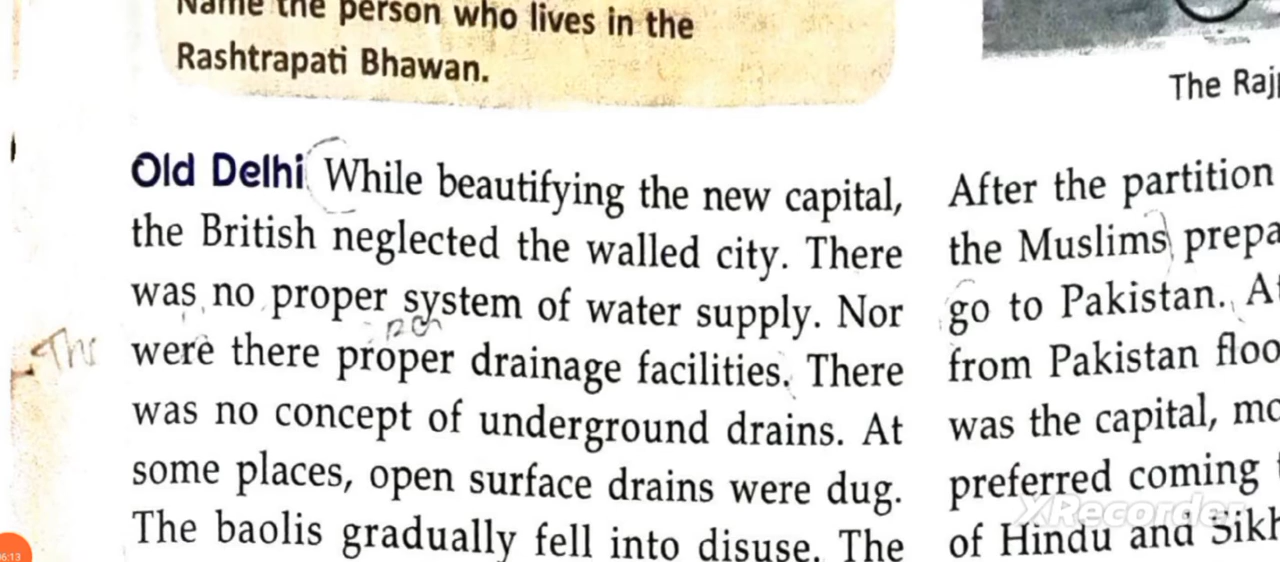 Name the person who lives in the
Rashtrapati Bhawan.
The Raj
Old Delhi While beautifying the new capital,
the British neglected the walled city. There
was no proper system of water supply. Nor
were there proper drainage facilities. There
was no concept of underground drains. At
some places, open surface drains were dug.
The baolis gradually fell into disuse. The
After the partition
the Muslims prepa
go to Pakistan. Af
from Pakistan floo
was the capital, mo
preferred coming t
of Hindu and Sikh
The
XRecorder
6:13